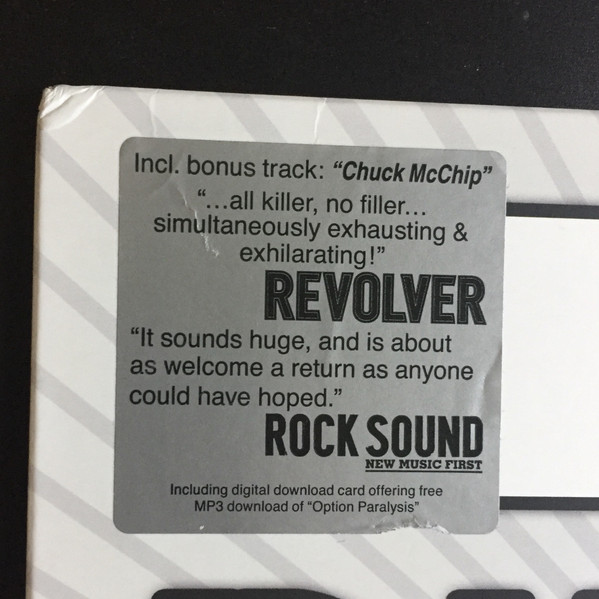 Incl. bonus track: “Chuck McChip”
“...all killer, no filler...
simultaneously exhausting &
exhilarating!”
REVOLVER
“It sounds huge, and is about
as welcome a return as anyone
could have hoped.”
ROCK SOUND
NEW MUSIC FIRST
Including digital download card offering free
MP3 download of “Option Paralysis”